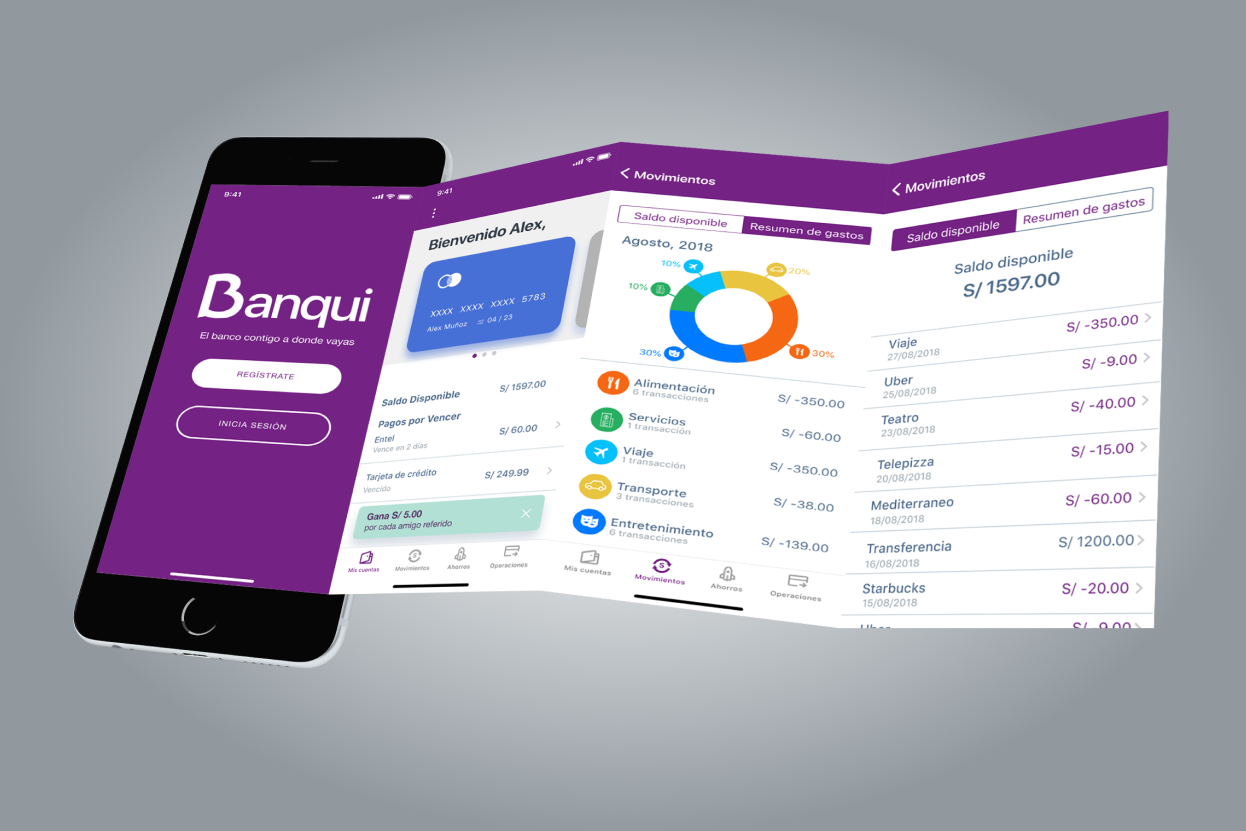 9:41
Banqui
El banco contigo a donde vayas
REGÍSTRATE
INICIA SESIÓN
9:41
Bienvenido Alex,
XXXX XXXX XXXX 5783
Alex Muñoz 04 / 23
Saldo Disponible S/ 1597.00
Pagos por Vencer
Entel S/ 60.00
Vence en 2 días
Tarjeta de crédito S/ 249.99
Vencido
Gana S/ 5.00
por cada amigo referido
Mis cuentas Movimientos Ahorros Operaciones
Movimientos
Saldo disponible Resumen de gastos
Agosto, 2018
10% 20%
10%
30% 30%
Alimentación S/ -350.00
6 transacciones
Servicios S/ -60.00
1 transacción
Viaje S/ -350.00
1 transacción
Transporte S/ -38.00
3 transacciones
Entretenimiento S/ -139.00
6 transacciones
Mis cuentas Movimientos Ahorros Operaciones
Movimientos
Saldo disponible Resumen de gastos
Saldo disponible
S/ 1597.00
Viaje S/ -350.00
27/08/2018
Uber S/ -9.00
25/08/2018
Teatro S/ -40.00
23/08/2018
Telepizza S/ -15.00
20/08/2018
Mediterraneo S/ -60.00
18/08/2018
Transferencia S/ 1200.00
16/08/2018
Starbucks S/ -20.00
15/08/2018
Uber S/ -9.00